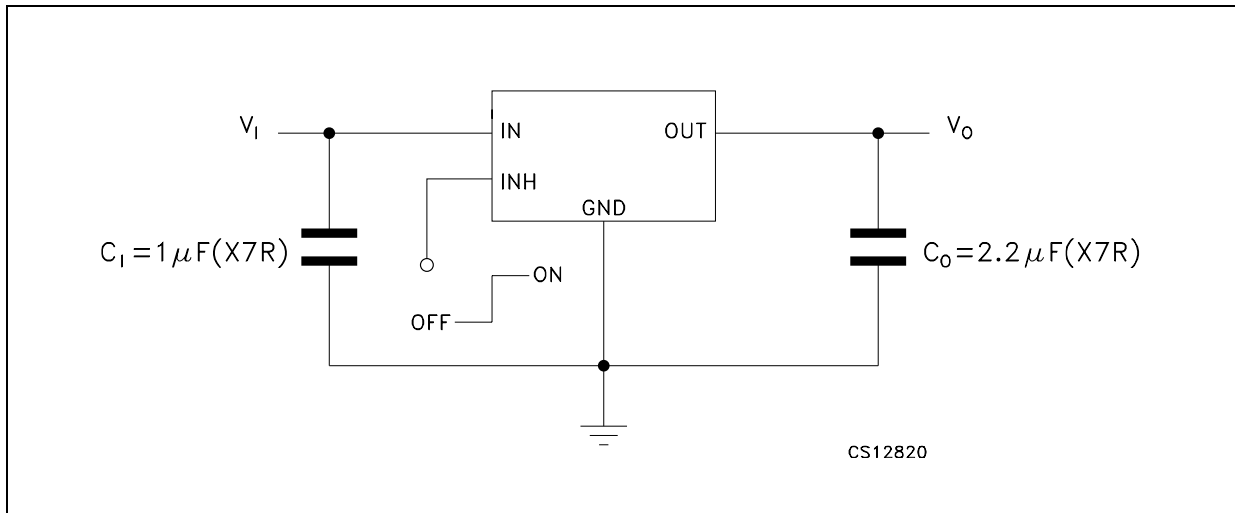 V_I
IN
OUT
V_O
INH
GND
C_I=1μF(X7R)
C_O=2.2μF(X7R)
ON
OFF
CS12820